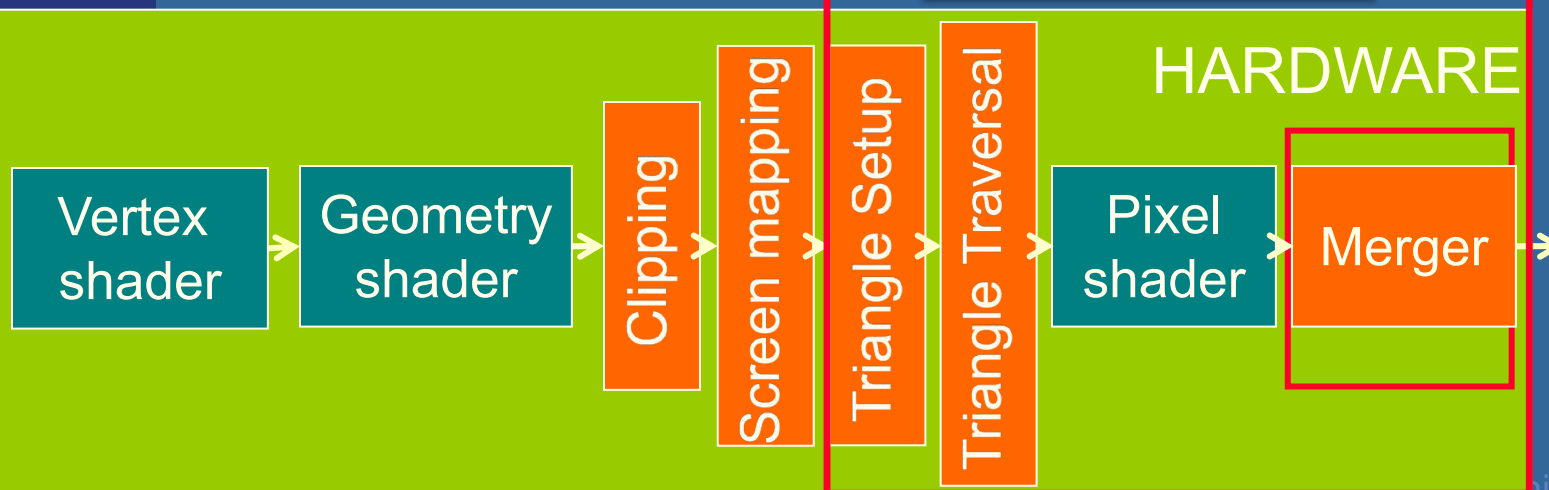 HARDWARE
Vertex
shader
Geometry
shader
Clipping
Screen mapping
Triangle Setup
Triangle Traversal
Pixel
shader
Merger